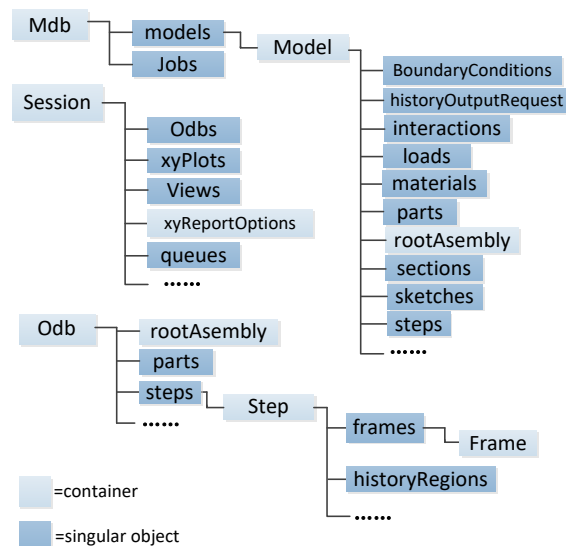 Mdb
models
Jobs
Model
BoundaryConditions
historyOutputRequest
interactions
loads
materials
parts
rootAsembly
sections
sketches
steps
……
Session
Odbs
xyPlots
Views
xyReportOptions
queues
……
Odb
rootAsembly
parts
steps
……
Step
frames
Frame
historyRegions
……
=container
=singular object